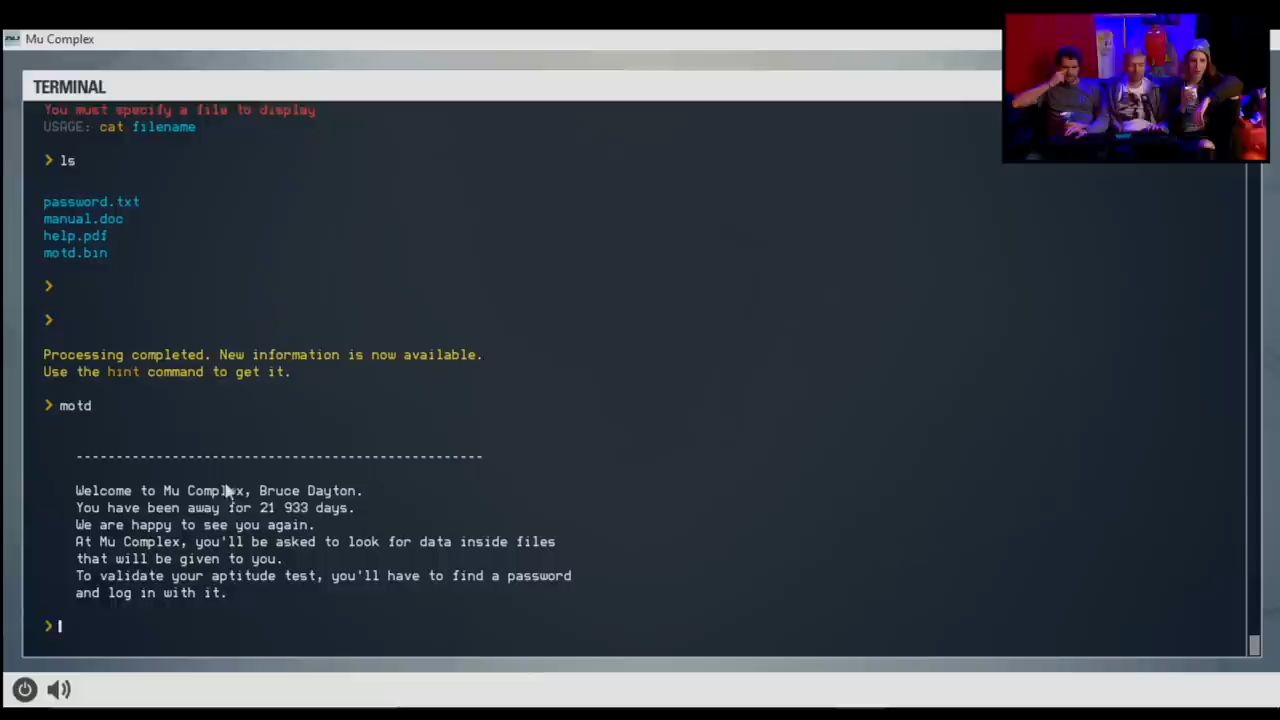 Mu Complex
TERMINAL
You must specify a file to display
USAGE: cat filename
> ls
password.txt
manual.doc
help.pdf
motd.bin
>
>
Processing completed. New information is now available.
Use the hint command to get it.
> motd
---------------------------------------------------
Welcome to Mu Complex, Bruce Dayton.
You have been away for 21 933 days.
We are happy to see you again.
At Mu Complex, you'll be asked to look for data inside files
that will be given to you.
To validate your aptitude test, you'll have to find a password
and log in with it.
>